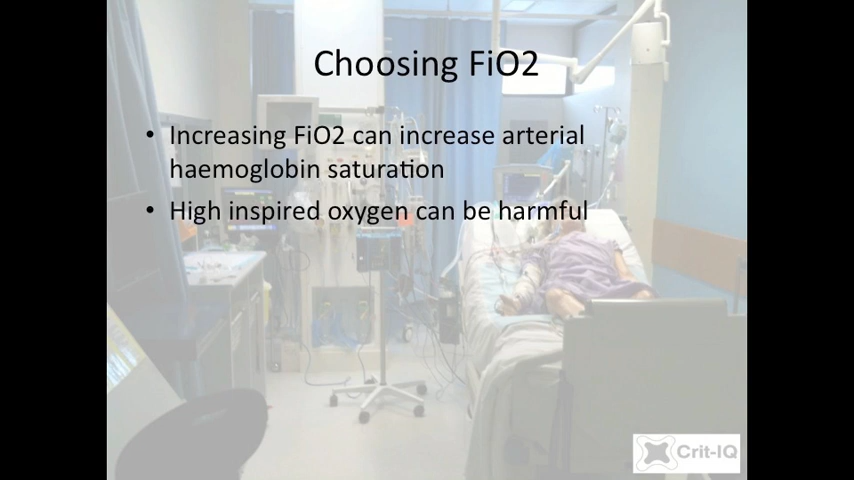 Choosing FiO2
• Increasing FiO2 can increase arterial
haemoglobin saturation
• High inspired oxygen can be harmful
Crit-IQ